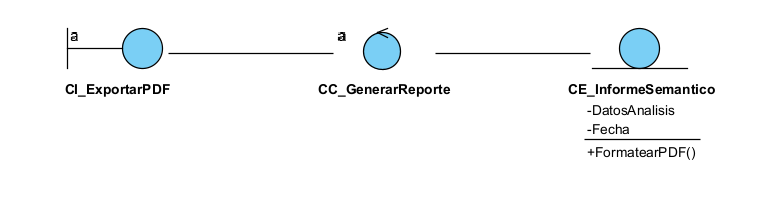 a
a
CI_ExportarPDF
CC_GenerarReporte
CE_InformeSemantico
-DatosAnalisis
-Fecha
+FormatearPDF()